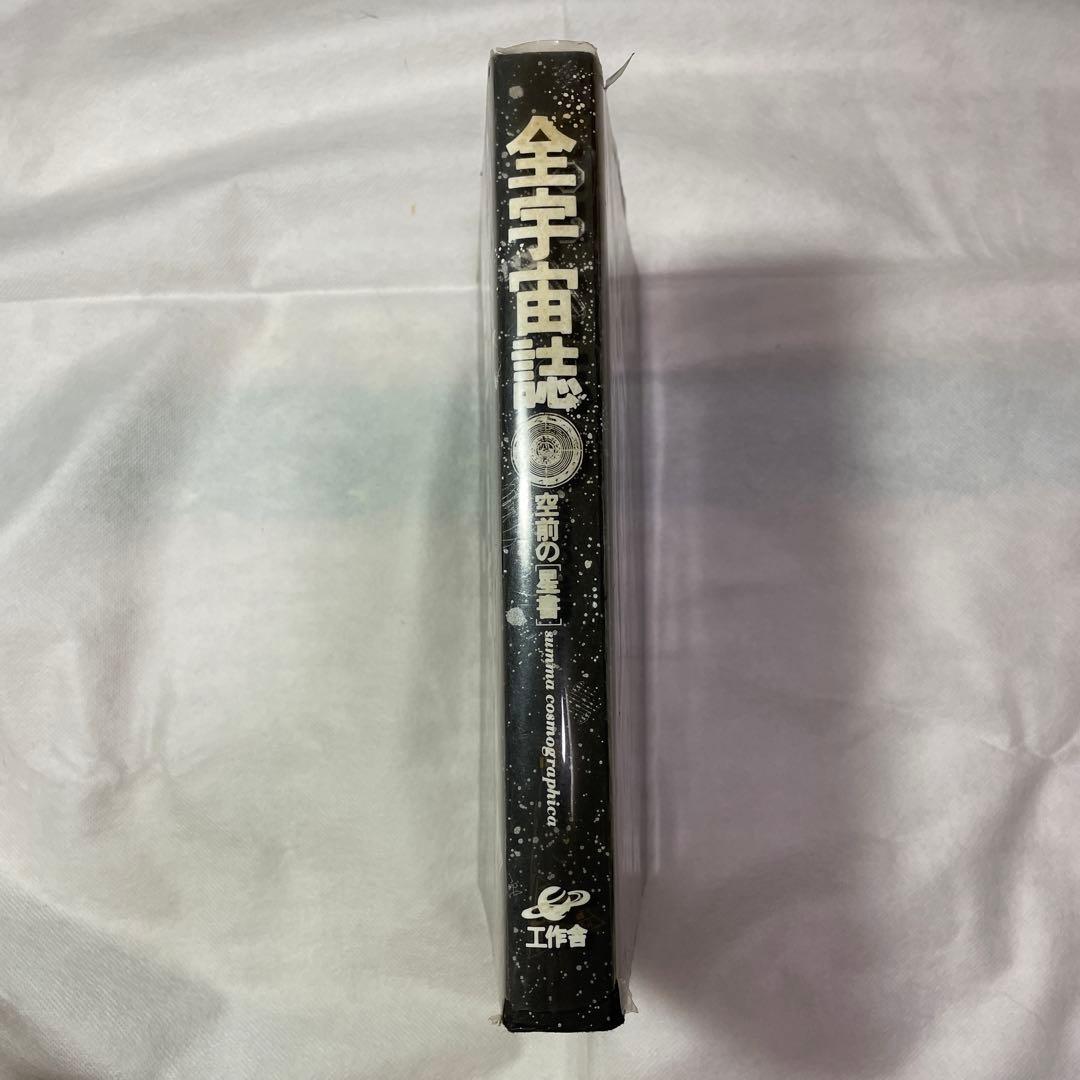 全宇宙誌
空前の[星書]
summa cosmographica
工作舎